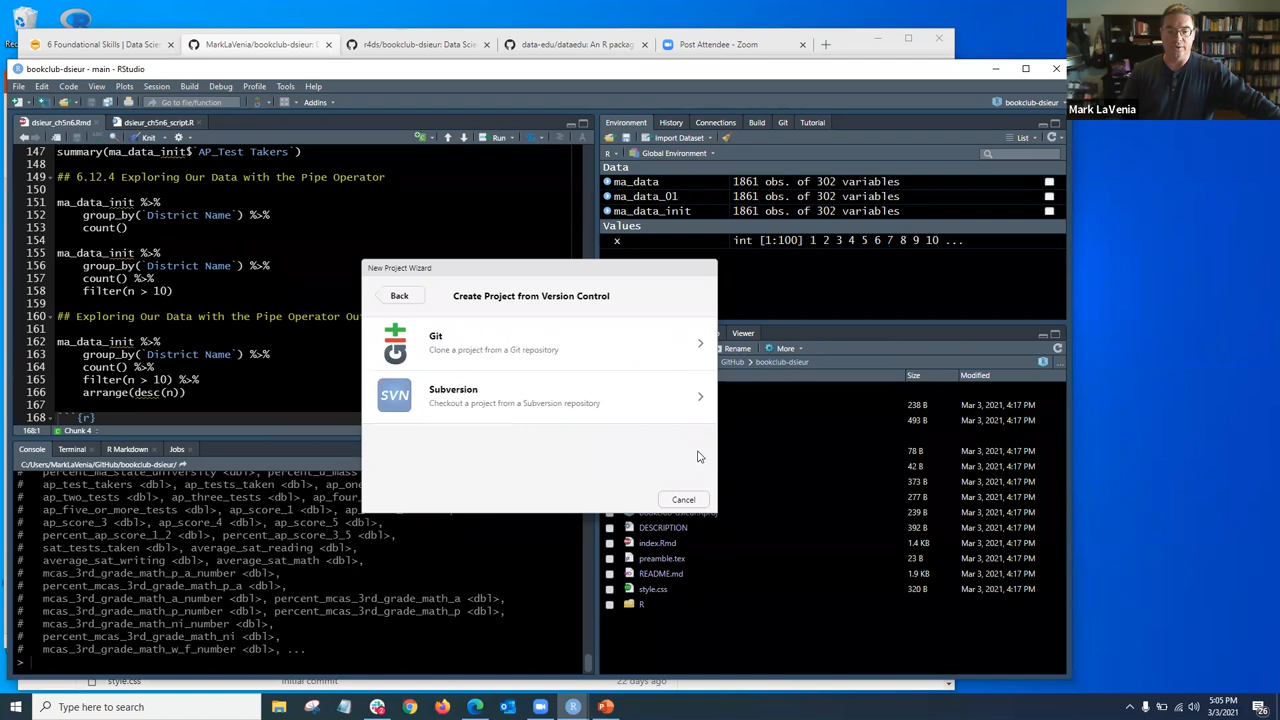 6 Foundational Skills | Data Scien
MarkLaVenia/bookclub-dsieur: D
r4ds/bookclub-dsieur: Data Scie
data-edu/dataedu: An R packag
Post Attendee - Zoom
bookclub-dsieur - main - RStudio
File Edit Code View Plots Session Build Debug Profile Tools Help
Go to file/function
Addins
bookclub-dsieur
Mark LaVenia
dsieur_ch5n6.Rmd
dsieur_ch5n6_script.R
Knit
Run
147 summary(ma_data_init$`AP_Test Takers`)
148
149 ## 6.12.4 Exploring Our Data with the Pipe Operator
150
151 ma_data_init %>%
152 group_by(`District Name`) %>%
153 count()
154
155 ma_data_init %>%
156 group_by(`District Name`) %>%
157 count() %>%
158 filter(n > 10)
159
160 ## Exploring Our Data with the Pipe Operator Ou
161
162 ma_data_init %>%
163 group_by(`District Name`) %>%
164 count() %>%
165 filter(n > 10) %>%
166 arrange(desc(n))
167
168 ```{r}
168:1 Chunk 4
Console Terminal R Markdown Jobs
C:/Users/MarkLaVenia/GitHub/bookclub-dsieur/
# ap_test_takers <dbl>, ap_tests_taken <dbl>, ap_one
# ap_two_tests <dbl>, ap_three_tests <dbl>, ap_four_
# ap_five_or_more_tests <dbl>, ap_score_1 <dbl>,
# ap_score_3 <dbl>, ap_score_4 <dbl>, ap_score_5 <dbl>,
# percent_ap_score_1_2 <dbl>, percent_ap_score_3_5 <dbl>,
# sat_tests_taken <dbl>, average_sat_reading <dbl>,
# average_sat_writing <dbl>, average_sat_math <dbl>,
# mcas_3rd_grade_math_p_a_number <dbl>,
# percent_mcas_3rd_grade_math_p_a <dbl>,
# mcas_3rd_grade_math_a_number <dbl>, percent_mcas_3rd_grade_math_a <dbl>,
# mcas_3rd_grade_math_p_number <dbl>, percent_mcas_3rd_grade_math_p <dbl>,
# mcas_3rd_grade_math_ni_number <dbl>,
# percent_mcas_3rd_grade_math_ni <dbl>,
# mcas_3rd_grade_math_w_f_number <dbl>, ...
>
Environment History Connections Build Git Tutorial
Import Dataset
List
R Global Environment
Data
ma_data 1861 obs. of 302 variables
ma_data_01 1861 obs. of 302 variables
ma_data_init 1861 obs. of 302 variables
Values
x int [1:100] 1 2 3 4 5 6 7 8 9 10 ...
New Project Wizard
Back
Create Project from Version Control
Git
Clone a project from a Git repository
SVN
Subversion
Checkout a project from a Subversion repository
Cancel
Viewer
Rename More
GitHub bookclub-dsieur
Size Modified
238 B Mar 3, 2021, 4:17 PM
493 B Mar 3, 2021, 4:17 PM
78 B Mar 3, 2021, 4:17 PM
42 B Mar 3, 2021, 4:17 PM
373 B Mar 3, 2021, 4:17 PM
277 B Mar 3, 2021, 4:17 PM
239 B Mar 3, 2021, 4:17 PM
DESCRIPTION 392 B Mar 3, 2021, 4:17 PM
index.Rmd 1.4 KB Mar 3, 2021, 4:17 PM
preamble.tex 23 B Mar 3, 2021, 4:17 PM
README.md 1.9 KB Mar 3, 2021, 4:17 PM
style.css 320 B Mar 3, 2021, 4:17 PM
R
style.css Initial commit 22 days ago
Type here to search
5:05 PM
3/3/2021
26